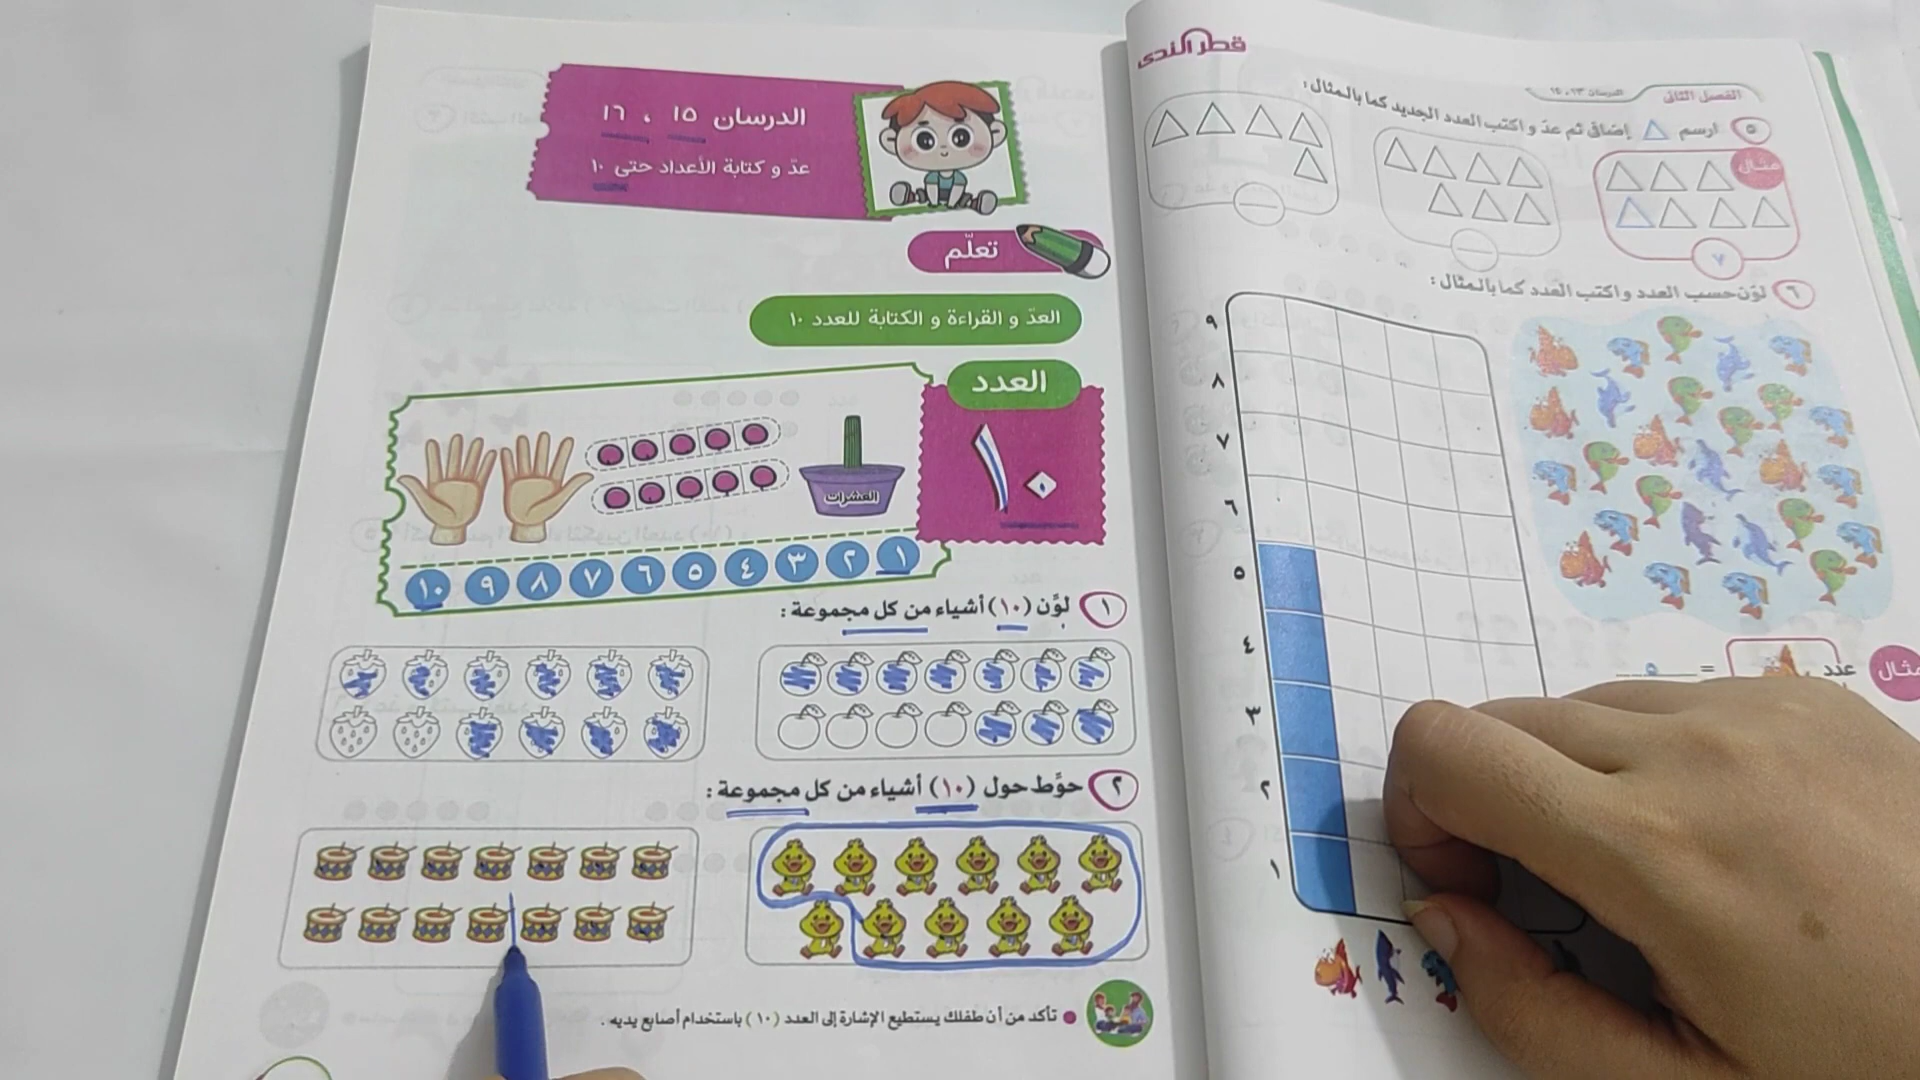 قطر الندى
الفصل الثاني
٥ ارسم إضافي ثم عدّ و اكتب العدد الجديد كما بالمثال :
مثال
٧
٦ لوّن حسب العدد و اكتب العدد كما بالمثال :
٩
٨
٧
٦
٥
٤
٣
٢
١
مثال عدد = ٥
الدرسان ١٥ ، ١٦
عدّ و كتابة الأعداد حتى ١٠
تعلّم
العدّ و القراءة و الكتابة للعدد ١٠
العدد
١٠
العشرات
١ ٢ ٣ ٤ ٥ ٦ ٧ ٨ ٩ ١٠
١ لوِّن (١٠) أشياء من كل مجموعة :
٢ حوِّط حول (١٠) أشياء من كل مجموعة :
تأكد من أن طفلك يستطيع الإشارة إلى العدد (١٠) باستخدام أصابع يديه .